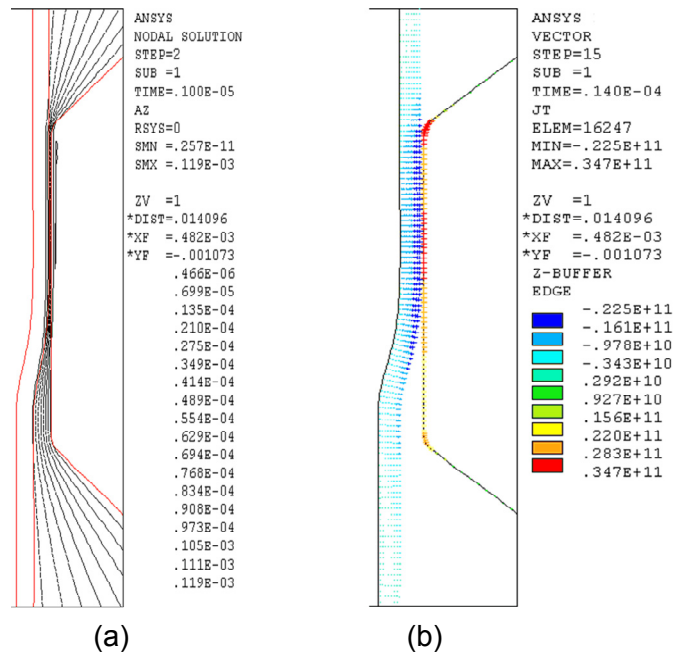 ANSYS
NODAL SOLUTION
STEP=2
SUB =1
TIME=.100E-05
AZ
RSYS=0
SMN =.257E-11
SMX =.119E-03
ZV =1
*DIST=.014096
*XF =.482E-03
*YF =-.001073
.466E-06
.699E-05
.135E-04
.210E-04
.275E-04
.349E-04
.414E-04
.489E-04
.554E-04
.629E-04
.694E-04
.768E-04
.834E-04
.908E-04
.973E-04
.105E-03
.111E-03
.119E-03
(a)
ANSYS
VECTOR
STEP=15
SUB =1
TIME=.140E-04
JT
ELEM=16247
MIN=-.225E+11
MAX=.347E+11
ZV =1
*DIST=.014096
*XF =.482E-03
*YF =-.001073
Z-BUFFER
EDGE
-.225E+11
-.161E+11
-.978E+10
-.343E+10
.292E+10
.927E+10
.156E+11
.220E+11
.283E+11
.347E+11
(b)